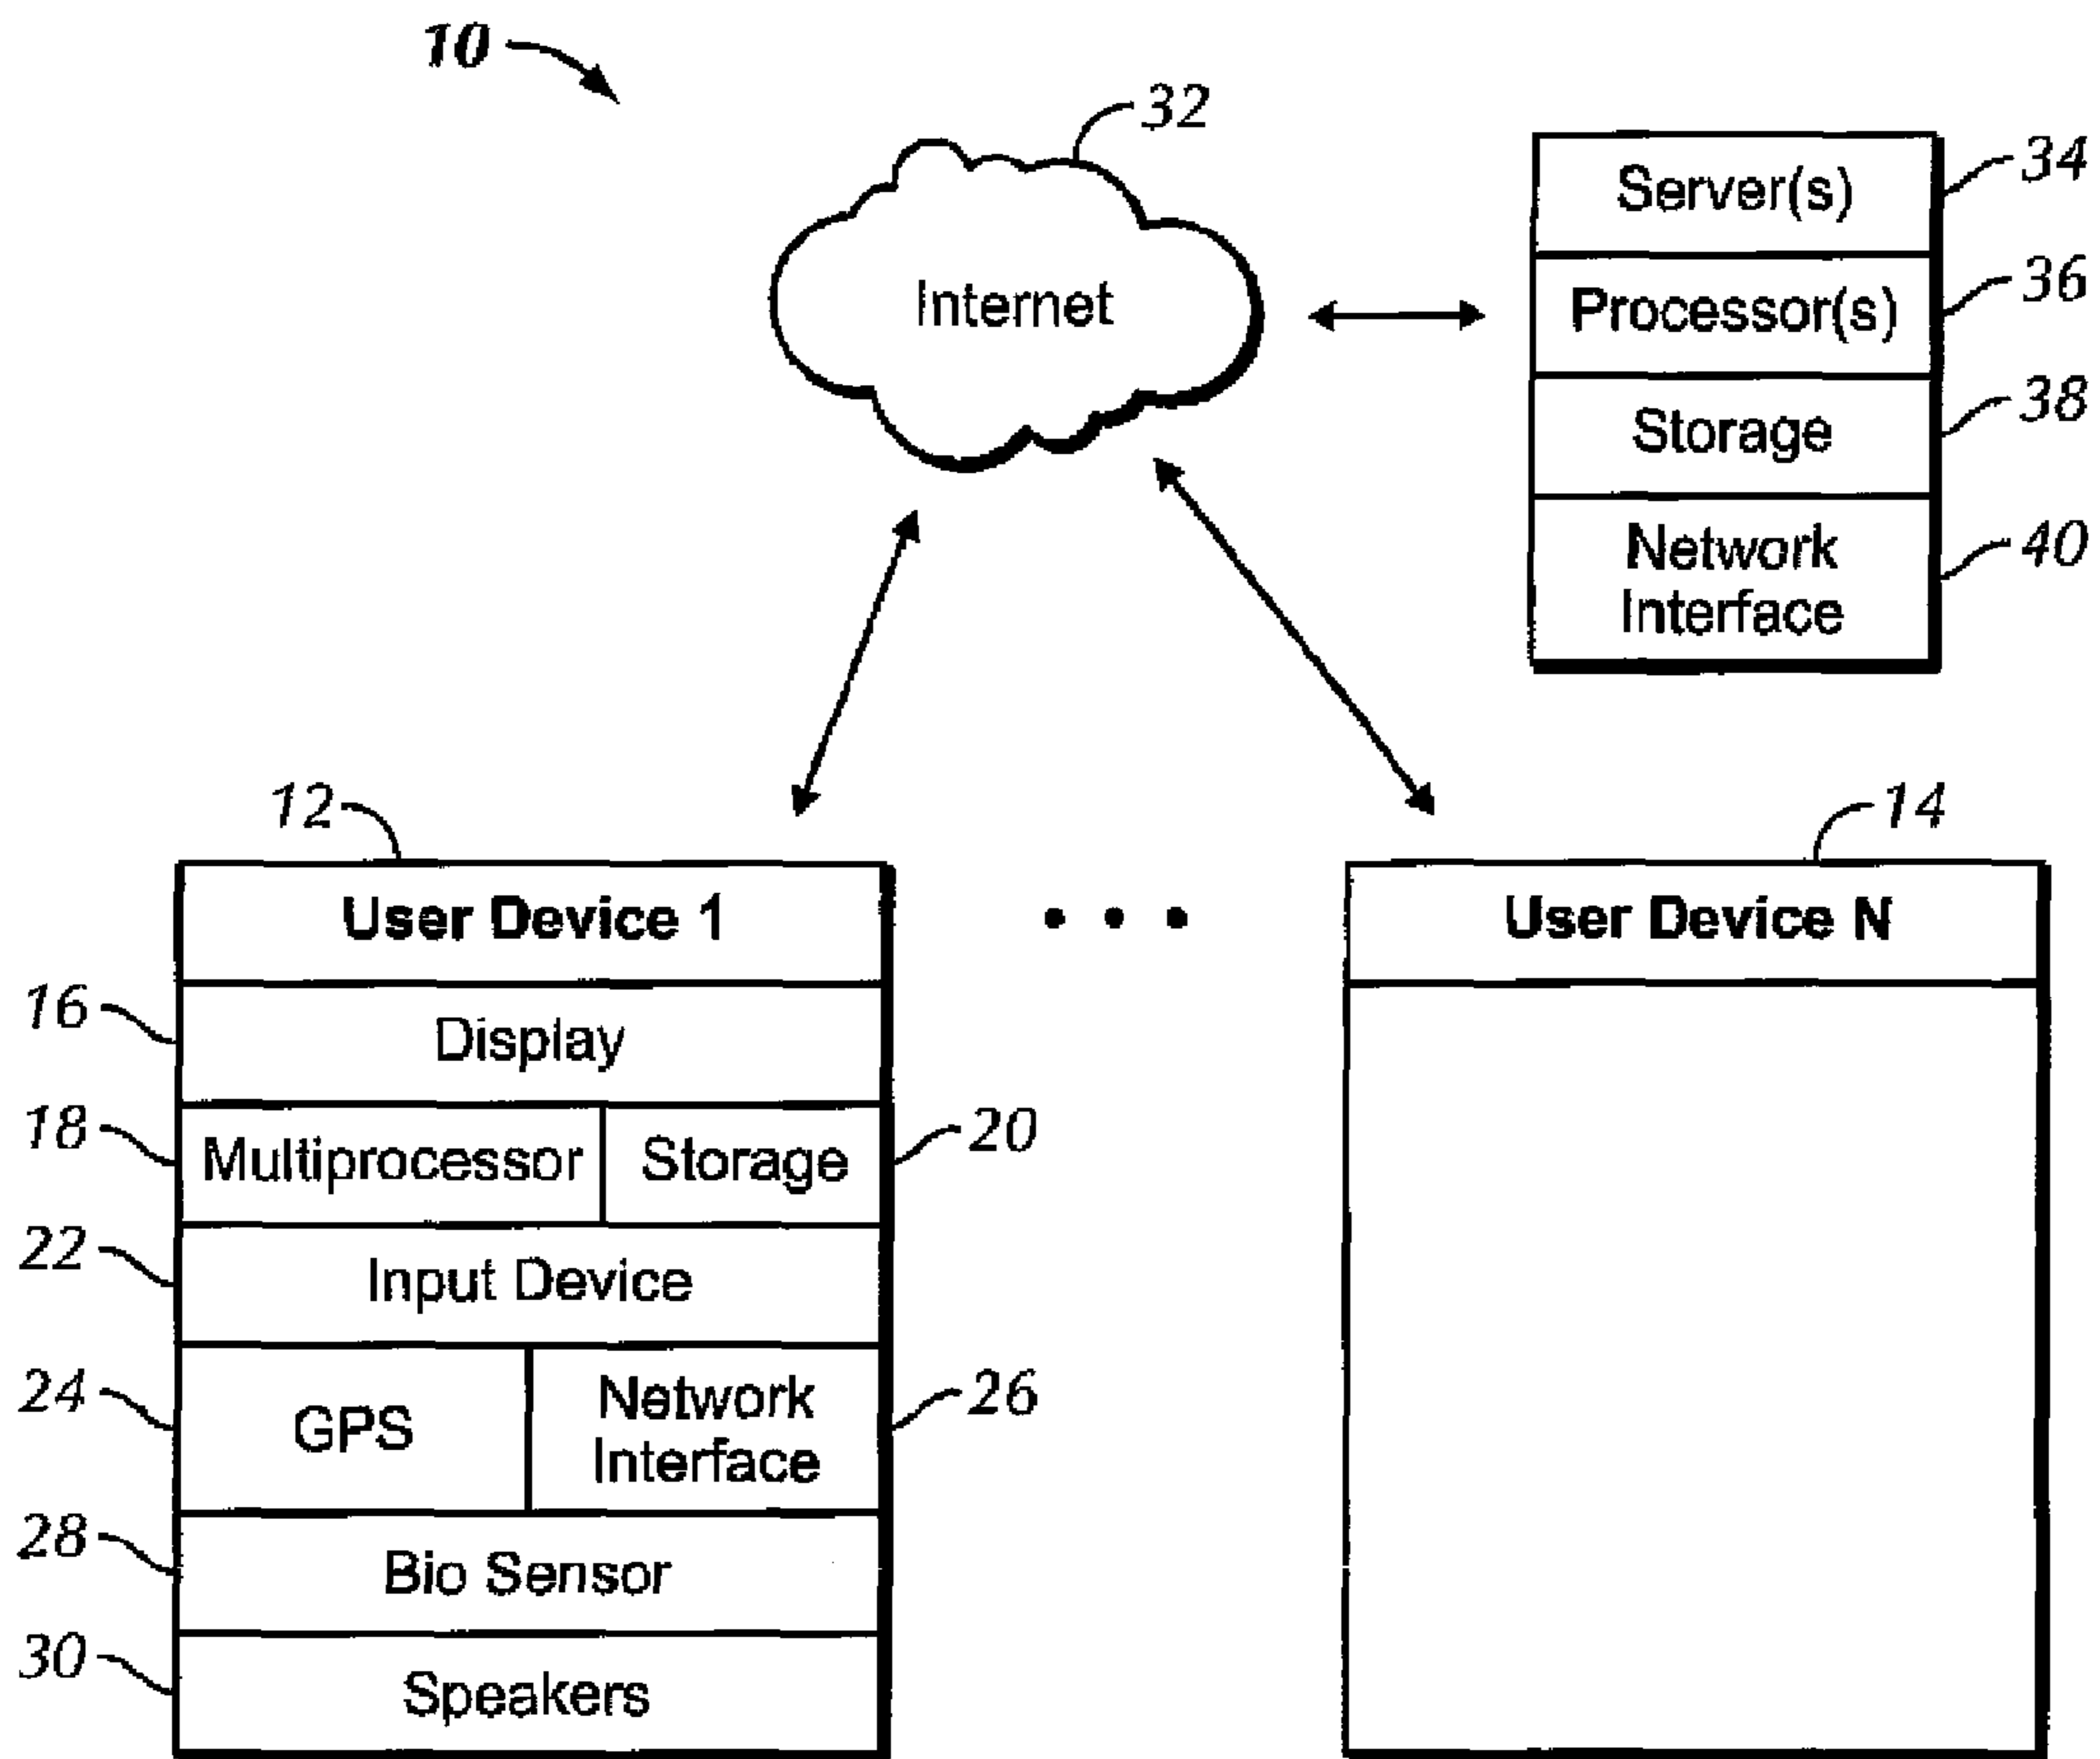 10
32
Internet
Server(s)
34
Processor(s)
36
Storage
38
Network
Interface
40
12
User Device 1
• • •
14
User Device N
16
Display
18
Multiprocessor
Storage
20
22
Input Device
24
GPS
Network
Interface
26
28
Bio Sensor
30
Speakers